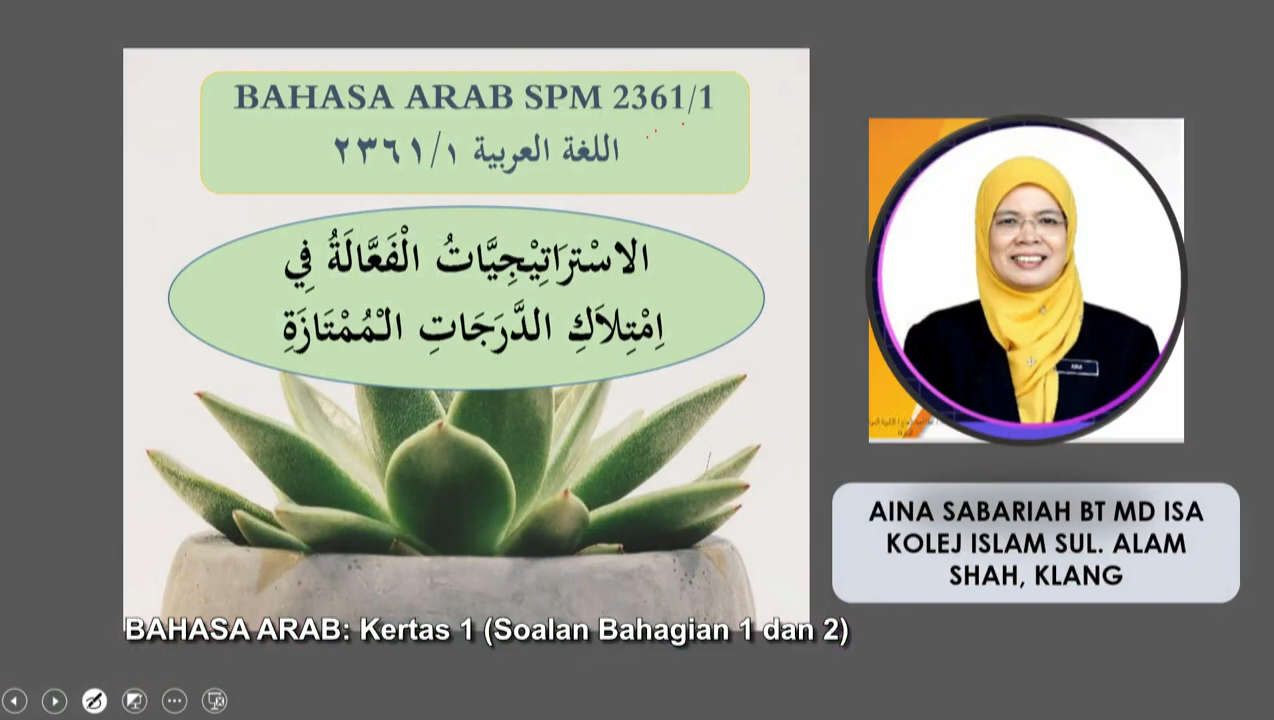 BAHASA ARAB SPM 2361/1
اللغة العربية ٢٣٦١/١
الاسْترَاتِيْجِيَّاتُ الْفَعَّالَةُ فِي
اِمْتِلاَكِ الدَّرَجَاتِ الْمُمْتَازَةِ
AINA SABARIAH BT MD ISA
KOLEJ ISLAM SUL. ALAM
SHAH, KLANG
BAHASA ARAB: Kertas 1 (Soalan Bahagian 1 dan 2)